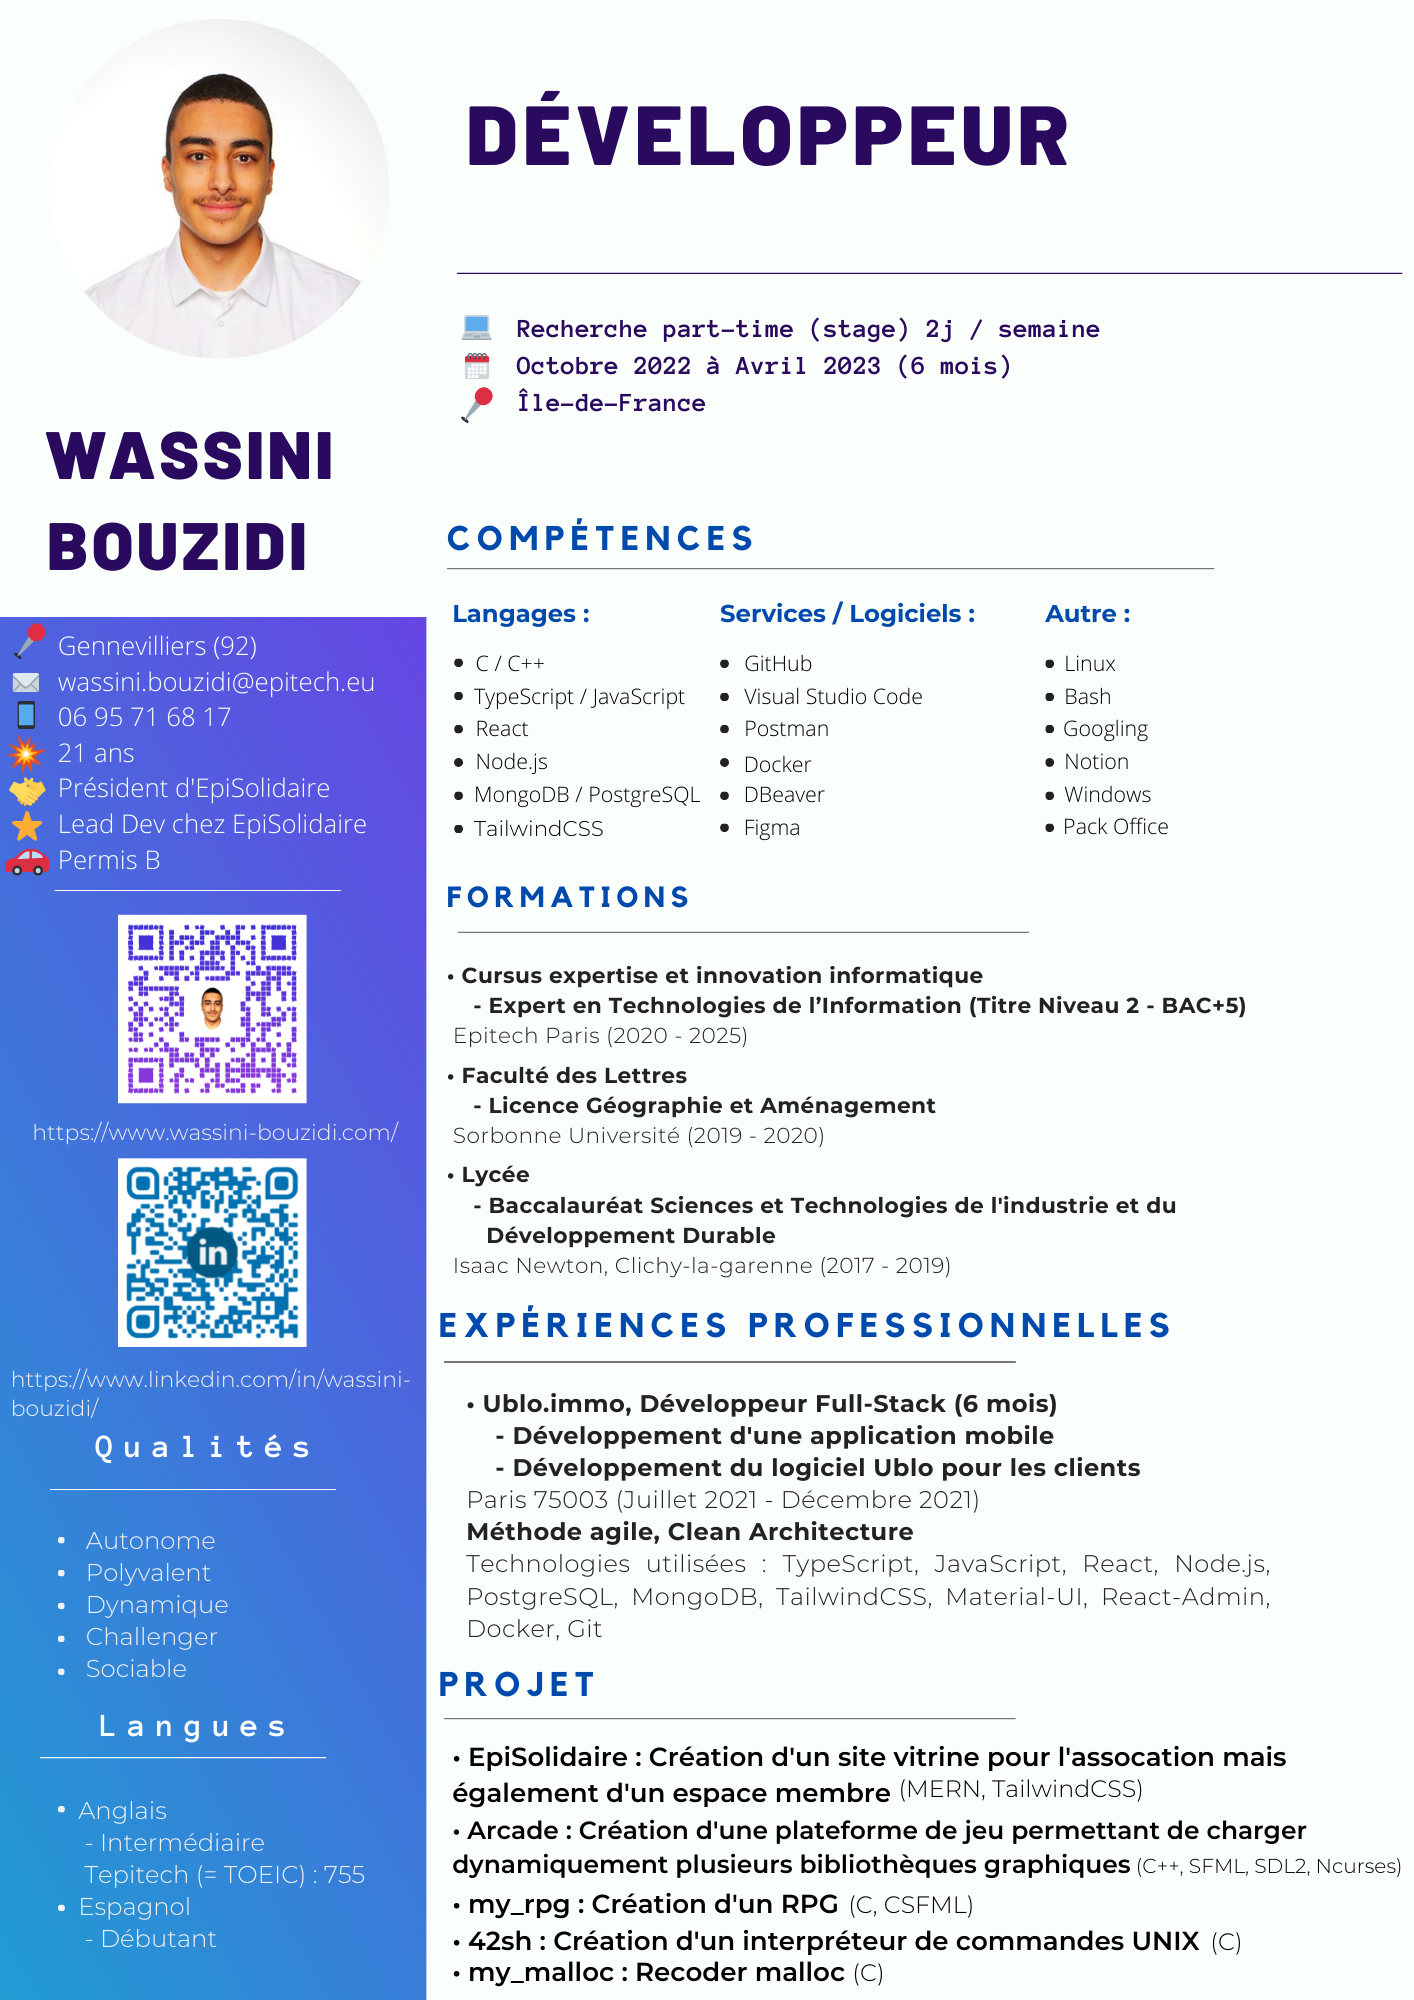 DÉVELOPPEUR
Recherche part-time (stage) 2j / semaine
Octobre 2022 à Avril 2023 (6 mois)
Île-de-France
WASSINI
BOUZIDI
Gennevilliers (92)
wassini.bouzidi@epitech.eu
06 95 71 68 17
21 ans
Président d'EpiSolidaire
Lead Dev chez EpiSolidaire
Permis B
https://www.wassini-bouzidi.com/
in
https://www.linkedin.com/in/wassini-
bouzidi/
Qualités
• Autonome
• Polyvalent
• Dynamique
• Challenger
• Sociable
Langues
• Anglais
- Intermédiaire
Tepitech (= TOEIC) : 755
• Espagnol
- Débutant
COMPÉTENCES
Langages :
• C / C++
• TypeScript / JavaScript
• React
• Node.js
• MongoDB / PostgreSQL
• TailwindCSS
Services / Logiciels :
• GitHub
• Visual Studio Code
• Postman
• Docker
• DBeaver
• Figma
Autre :
• Linux
• Bash
• Googling
• Notion
• Windows
• Pack Office
FORMATIONS
• Cursus expertise et innovation informatique
- Expert en Technologies de l’Information (Titre Niveau 2 - BAC+5)
Epitech Paris (2020 - 2025)
• Faculté des Lettres
- Licence Géographie et Aménagement
Sorbonne Université (2019 - 2020)
• Lycée
- Baccalauréat Sciences et Technologies de l'industrie et du
Développement Durable
Isaac Newton, Clichy-la-garenne (2017 - 2019)
EXPÉRIENCES PROFESSIONNELLES
• Ublo.immo, Développeur Full-Stack (6 mois)
- Développement d'une application mobile
- Développement du logiciel Ublo pour les clients
Paris 75003 (Juillet 2021 - Décembre 2021)
Méthode agile, Clean Architecture
Technologies utilisées : TypeScript, JavaScript, React, Node.js,
PostgreSQL, MongoDB, TailwindCSS, Material-UI, React-Admin,
Docker, Git
PROJET
• EpiSolidaire : Création d'un site vitrine pour l'assocation mais
également d'un espace membre (MERN, TailwindCSS)
• Arcade : Création d'une plateforme de jeu permettant de charger
dynamiquement plusieurs bibliothèques graphiques (C++, SFML, SDL2, Ncurses)
• my_rpg : Création d'un RPG (C, CSFML)
• 42sh : Création d'un interpréteur de commandes UNIX (C)
• my_malloc : Recoder malloc (C)